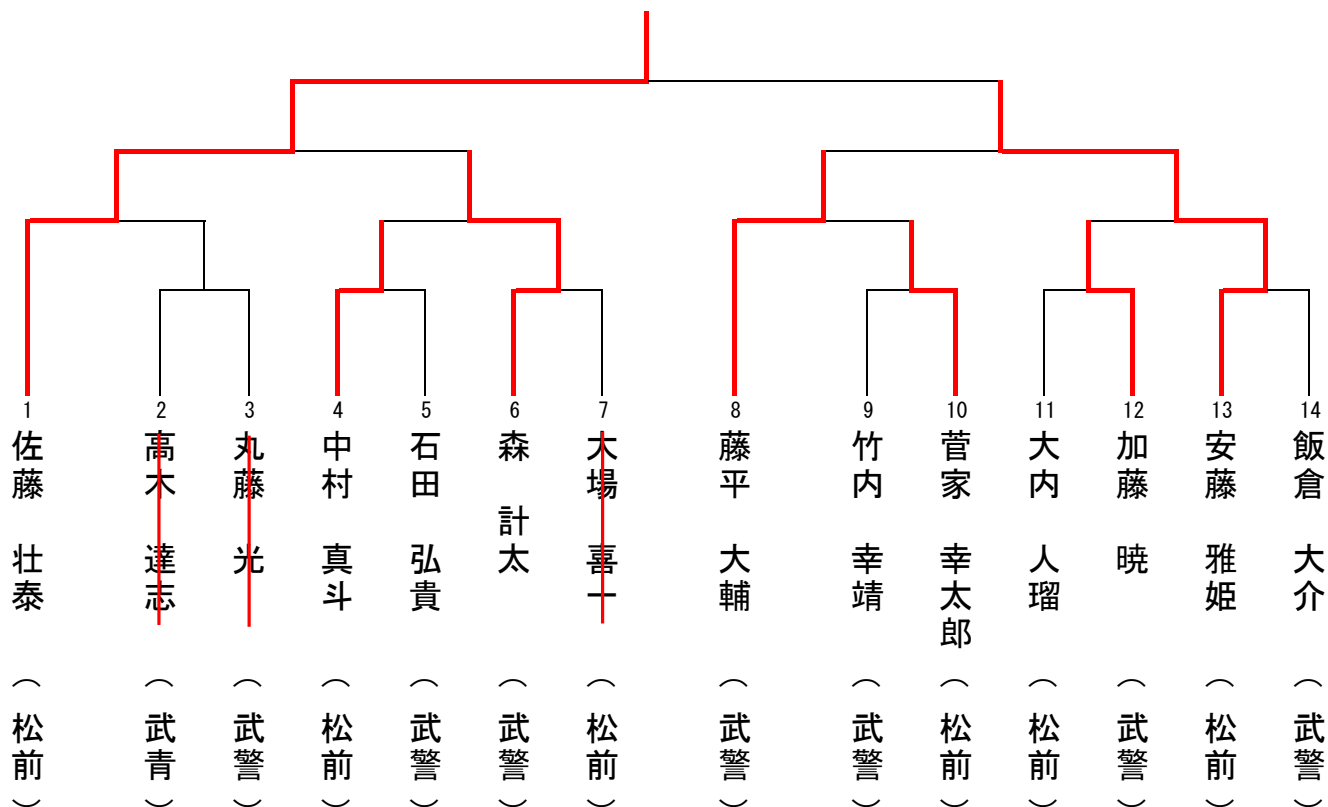 1
佐藤 壮泰
（松前）
2
高木 達志
（武青）
3
丸藤 光
（武警）
4
中村 真斗
（松前）
5
石田 弘貴
（武警）
6
森 計太
（武警）
7
大場 喜一
（松前）
8
藤平 大輔
（武警）
9
竹内 幸靖
（武警）
10
菅家 幸太郎
（松前）
11
大内 人瑠
（松前）
12
加藤 暁
（武警）
13
安藤 雅姫
（松前）
14
飯倉 大介
（武警）